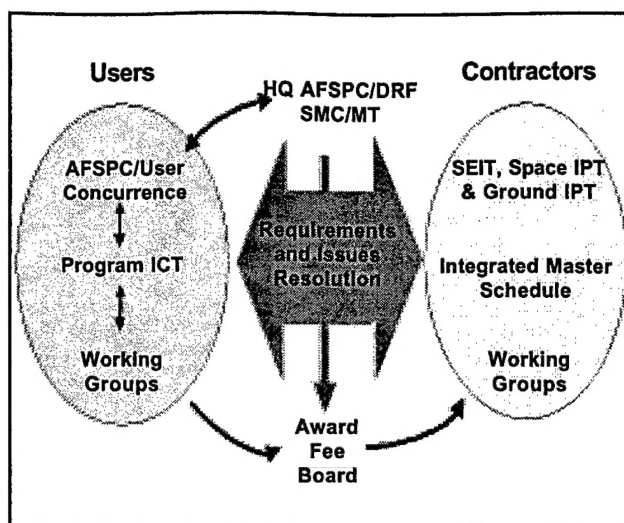 Users
AFSPC/User
Concurrence
Program ICT
Working
Groups
HQ AFSPC/DRF
SMC/MT
Requirements
and Issues
Resolution
Award
Fee
Board
Contractors
SEIT, Space IPT
& Ground IPT
Integrated Master
Schedule
Working
Groups